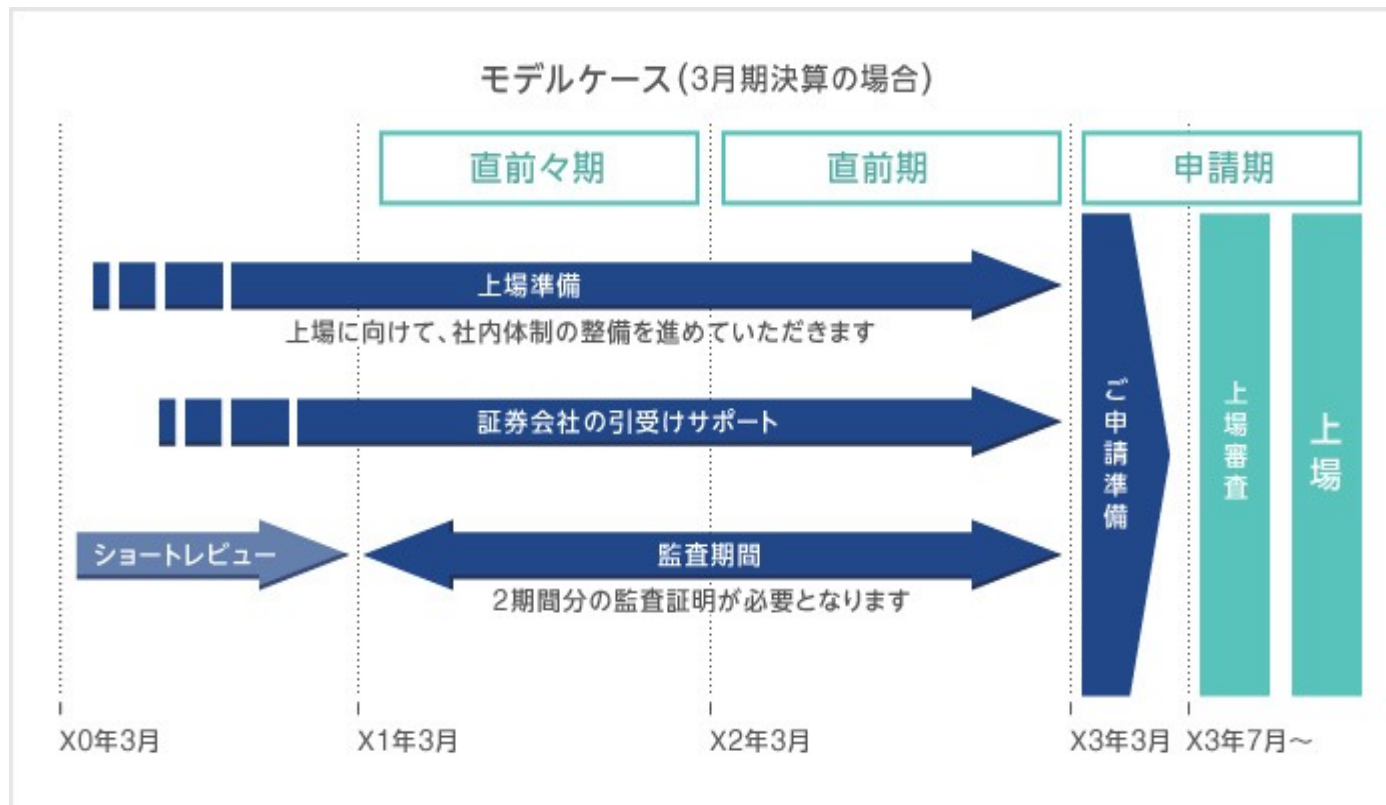 モデルケース(3月期決算の場合)
直前々期
直前期
申請期
上場準備
上場に向けて、社内体制の整備を進めていただきます
証券会社の引受けサポート
ショートレビュー
監査期間
2期間分の監査証明が必要となります
ご申請準備
上場審査
上場
X0年3月
X1年3月
X2年3月
X3年3月
X3年7月〜